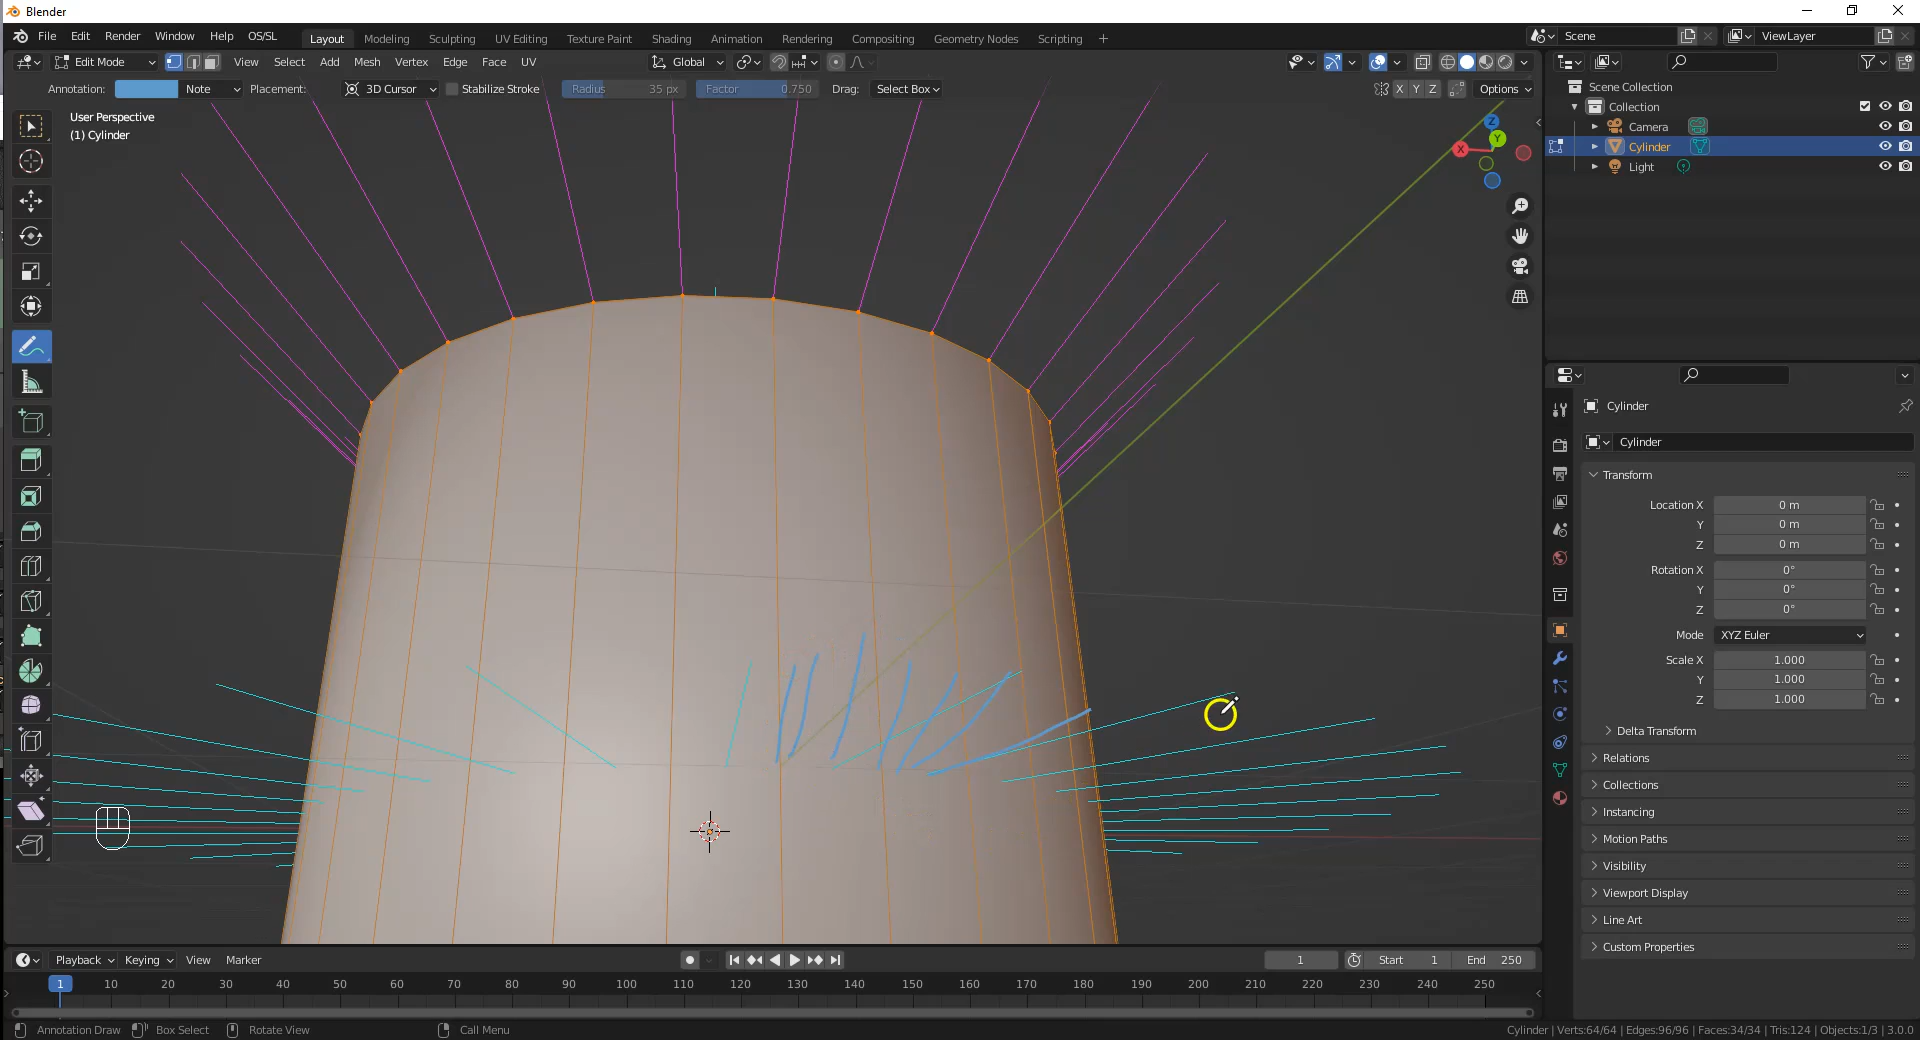 Blender
File Edit Render Window Help OS/SL Layout Modeling Sculpting UV Editing Texture Paint Shading Animation Rendering Compositing Geometry Nodes Scripting + Scene ViewLayer
Edit Mode View Select Add Mesh Vertex Edge Face UV Global
Annotation: Note Placement: 3D Cursor Stabilize Stroke Radius 35 px Factor 0.750 Drag: Select Box X Y Z Options
User Perspective
(1) Cylinder
Z
Y
X
Scene Collection
Collection
Camera
Cylinder
Light
Cylinder
Cylinder
Transform
Location X 0 m
Y 0 m
Z 0 m
Rotation X 0°
Y 0°
Z 0°
Mode XYZ Euler
Scale X 1.000
Y 1.000
Z 1.000
Delta Transform
Relations
Collections
Instancing
Motion Paths
Visibility
Viewport Display
Line Art
Custom Properties
Playback Keying View Marker 1 Start 1 End 250
1 10 20 30 40 50 60 70 80 90 100 110 120 130 140 150 160 170 180 190 200 210 220 230 240 250
Annotation Draw Box Select Rotate View Call Menu Cylinder | Verts:64/64 | Edges:96/96 | Faces:34/34 | Tris:124 | Objects:1/3 | 3.0.0